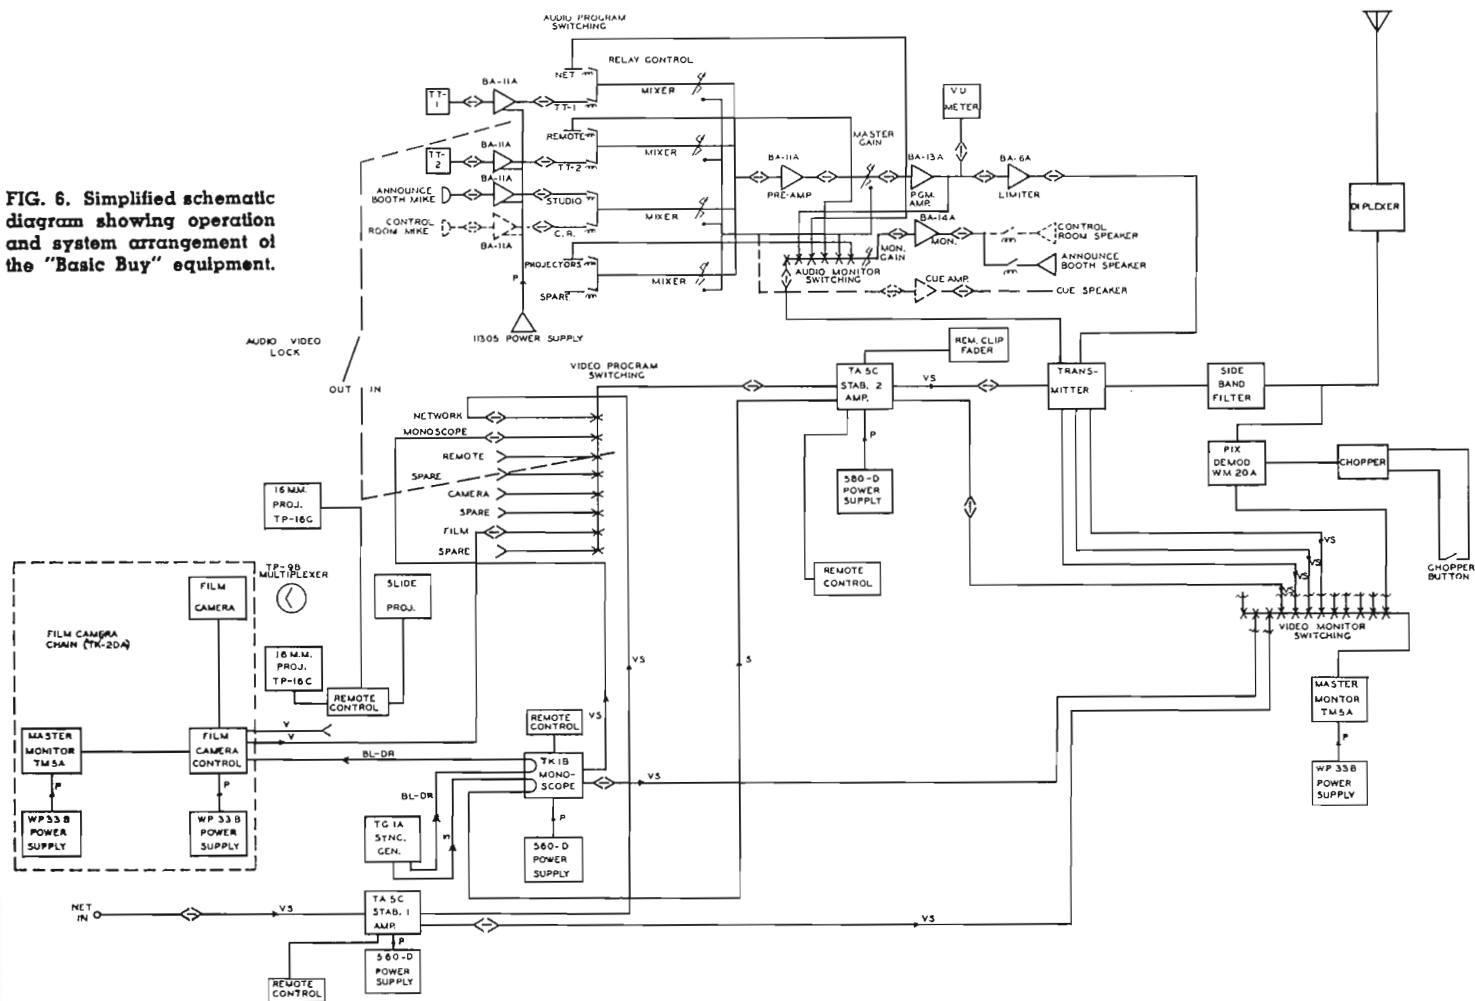 AUDIO PROGRAM
SWITCHING
RELAY CONTROL
NET
BA-11A
TT-
1
TT-1
MIXER
VU
METER
REMOTE
BA-11A
TT-
2
TT-2
MIXER
MASTER
GAIN
BA-11A
PRE-AMP
BA-13A
PGM.
AMP.
BA-6A
LIMITER
FIG. 6. Simplified schematic
diagram showing operation
and system arrangement of
the "Basic Buy" equipment.
ANNOUNCE
BOOTH MIKE
BA-11A
STUDIO
MIXER
CONTROL
ROOM MIKE
BA-11A
C.R.
BA-14A
MON.
MON.
GAIN
CONTROL
ROOM SPEAKER
ANNOUNCE
BOOTH SPEAKER
PROJECTORS
MIXER
SPARE
P
AUDIO MONITOR
SWITCHING
CUE AMP.
CUE SPEAKER
11305 POWER SUPPLY
DIPLEXER
AUDIO VIDEO
LOCK
OUT IN
VIDEO PROGRAM
SWITCHING
NETWORK
MONOSCOPE
REMOTE
SPARE
CAMERA
SPARE
FILM
SPARE
REM. CLIP
FADER
TA 5C
STAB. 2
AMP.
VS
P
580-D
POWER
SUPPLY
REMOTE
CONTROL
TRANS-
MITTER
SIDE
BAND
FILTER
PIX
DEMOD
WM 20A
CHOPPER
CHOPPER
BUTTON
VS
VS
VS
VS
VIDEO MONITOR
SWITCHING
MASTER
MONTOR
TM5A
P
WP 33B
POWER
SUPPLY
16 M.M.
PROJ.
TP-16C
TP-9B
MULTIPLEXER
SLIDE
PROJ.
FILM
CAMERA
FILM CAMERA
CHAIN (TK-20A)
16 M.M.
PROJ.
TP-16C
REMOTE
CONTROL
MASTER
MONITOR
TM5A
FILM
CAMERA
CONTROL
V
V
BL-DR
P
P
WP 33B
POWER
SUPPLY
WP 33B
POWER
SUPPLY
REMOTE
CONTROL
VS
VS
S
TK1B
MONO-
SCOPE
VS
BL-DR
S
P
TG 1A
SYNC.
GEN.
560-D
POWER
SUPPLY
NET
IN
VS
TA 5C
STAB. 1
AMP.
VS
P
560-D
POWER
SUPPLY
REMOTE
CONTROL